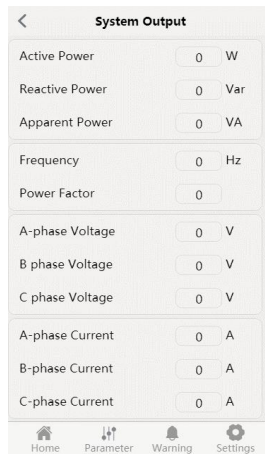 System Output
Active Power 0 W
Reactive Power 0 Var
Apparent Power 0 VA
Frequency 0 Hz
Power Factor 0
A-phase Voltage 0 V
B phase Voltage 0 V
C phase Voltage 0 V
A-phase Current 0 A
B-phase Current 0 A
C-phase Current 0 A
Home Parameter Warning Settings